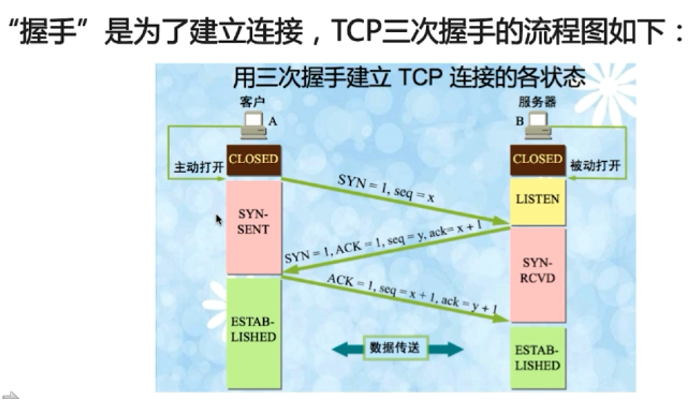 “握手”是为了建立连接，TCP三次握手的流程图如下：
用三次握手建立 TCP 连接的各状态
客户
服务器
A
B
主动打开
CLOSED
CLOSED
被动打开
SYN = 1, seq = x
LISTEN
SYN-
SENT
SYN = 1, ACK = 1, seq = y, ack= x + 1
SYN-
RCVD
ACK = 1, seq = x + 1, ack = y + 1
ESTAB-
LISHED
数据传送
ESTAB-
LISHED